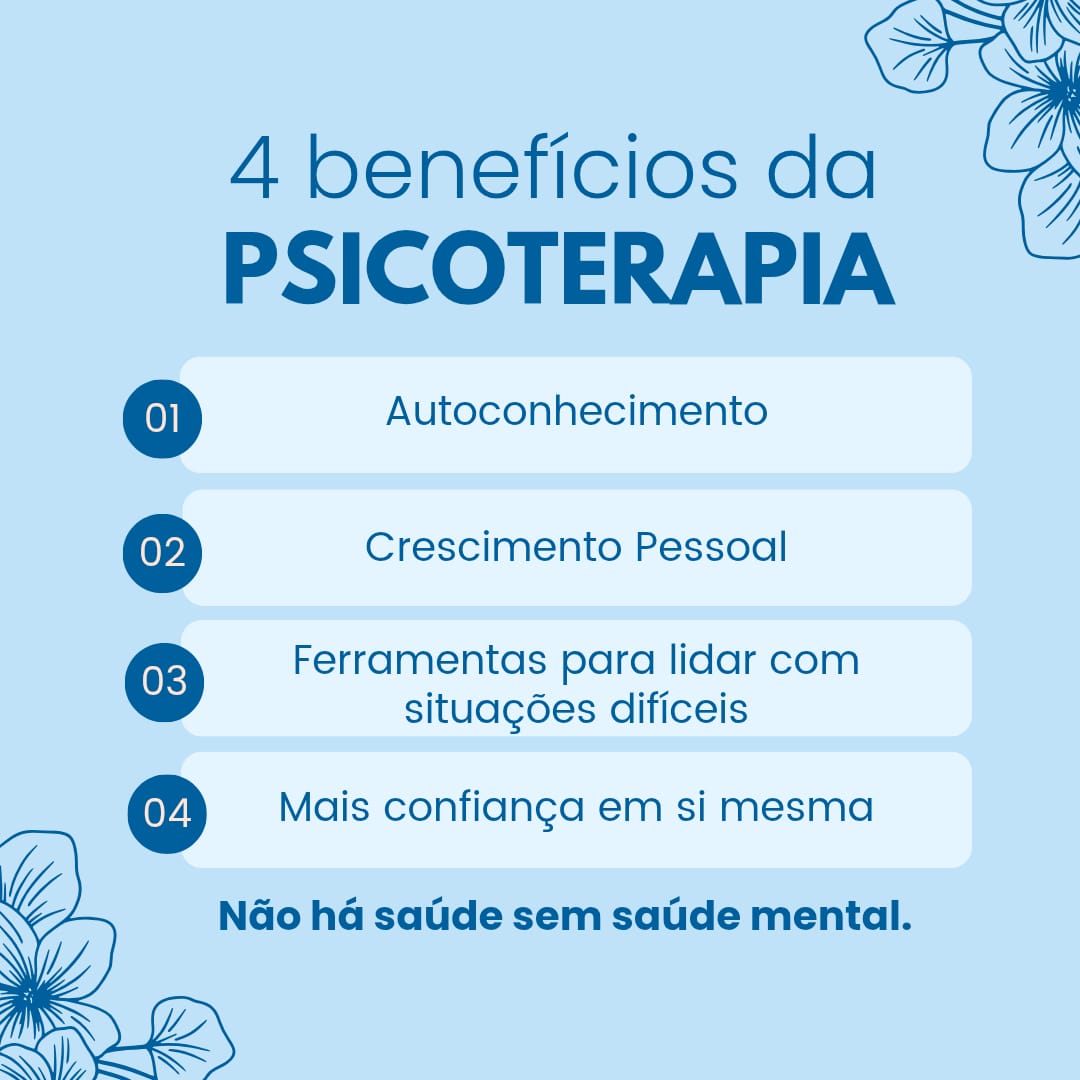 4 benefícios da
PSICOTERAPIA
01
Autoconhecimento
02
Crescimento Pessoal
03
Ferramentas para lidar com
situações difíceis
04
Mais confiança em si mesma
Não há saúde sem saúde mental.